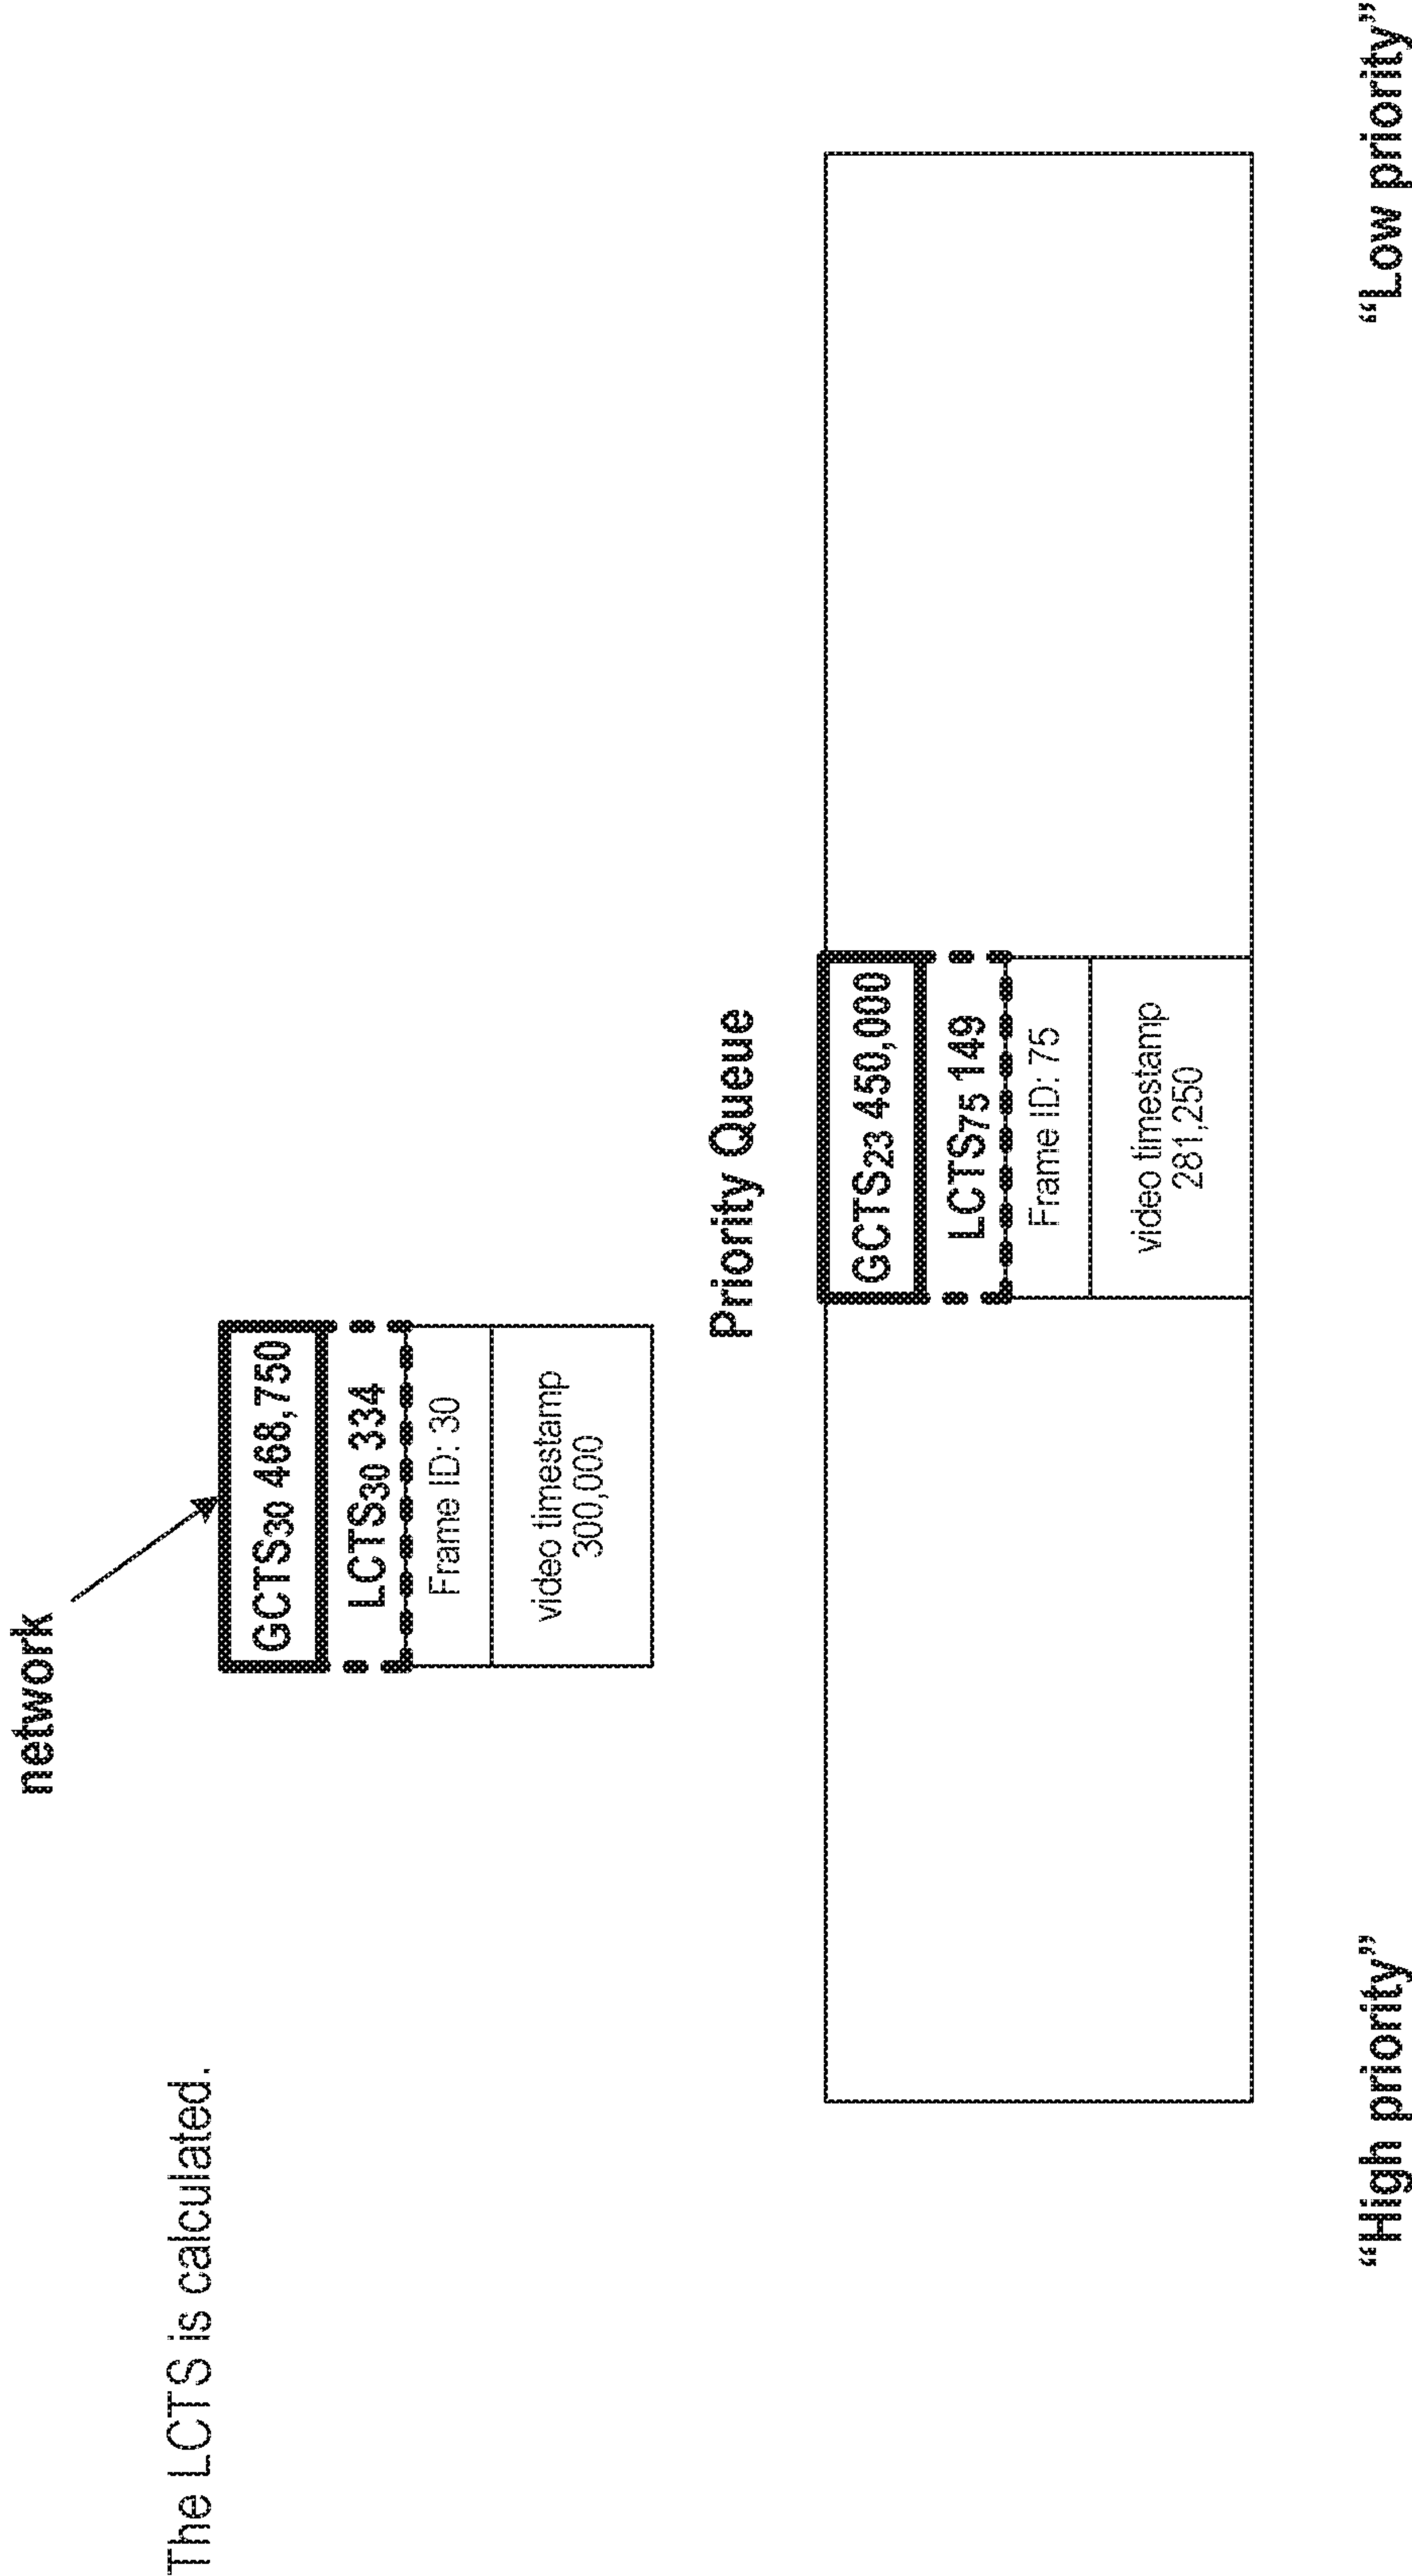 The LCTS is calculated.
network
GCTS30 468,750
LCTS30 334
Frame ID: 30
video timestamp
300,000
Priority Queue
GCTS23 450,000
LCTS75 149
Frame ID: 75
video timestamp
281,250
“High priority”
“Low priority”